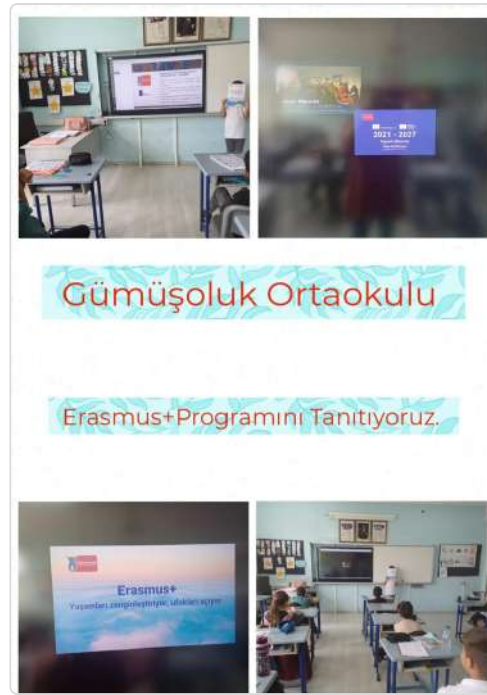 2021 - 2027
Gümüşoluk Ortaokulu
Erasmus+Programını Tanıtıyoruz.
Erasmus+
Yaşamları zenginleştiriyor, ufukları açıyor